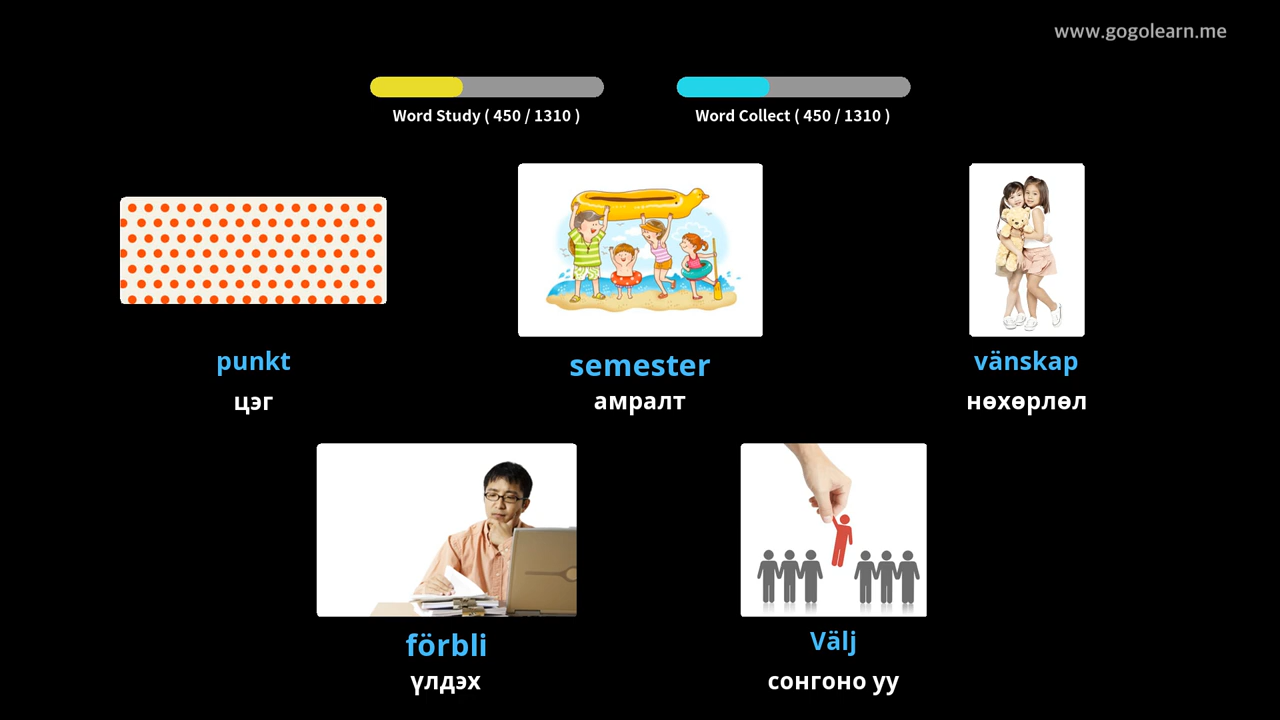 www.gogolearn.me
Word Study ( 450 / 1310 )
Word Collect ( 450 / 1310 )
punkt
цэг
semester
амралт
vänskap
нөхөрлөл
förbli
үлдэх
Välj
сонгоно уу